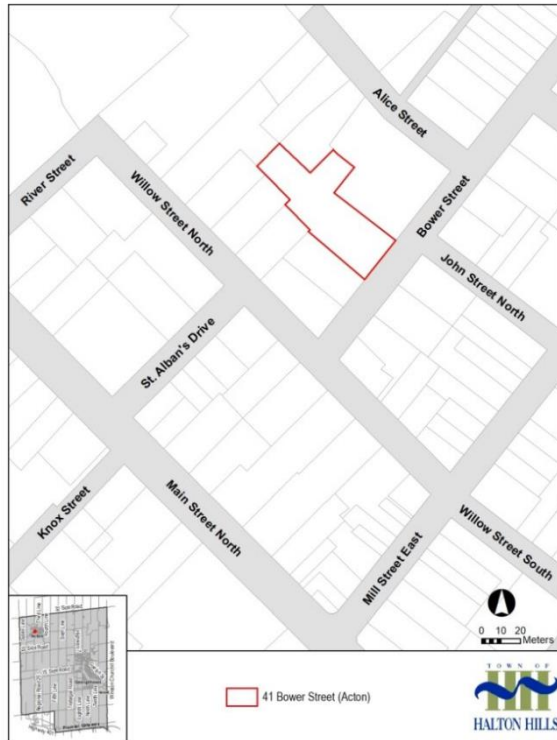 Alice Street
River Street
Willow Street North
Bower Street
John Street North
St. Alban's Drive
Knox Street
Main Street North
Mill Street East
Willow Street South
0 10 20
Meters
41 Bower Street (Acton)
TOWN OF
HALTON HILLS